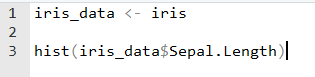 1 iris_data <- iris
2
3 hist(iris_data$Sepal.Length)